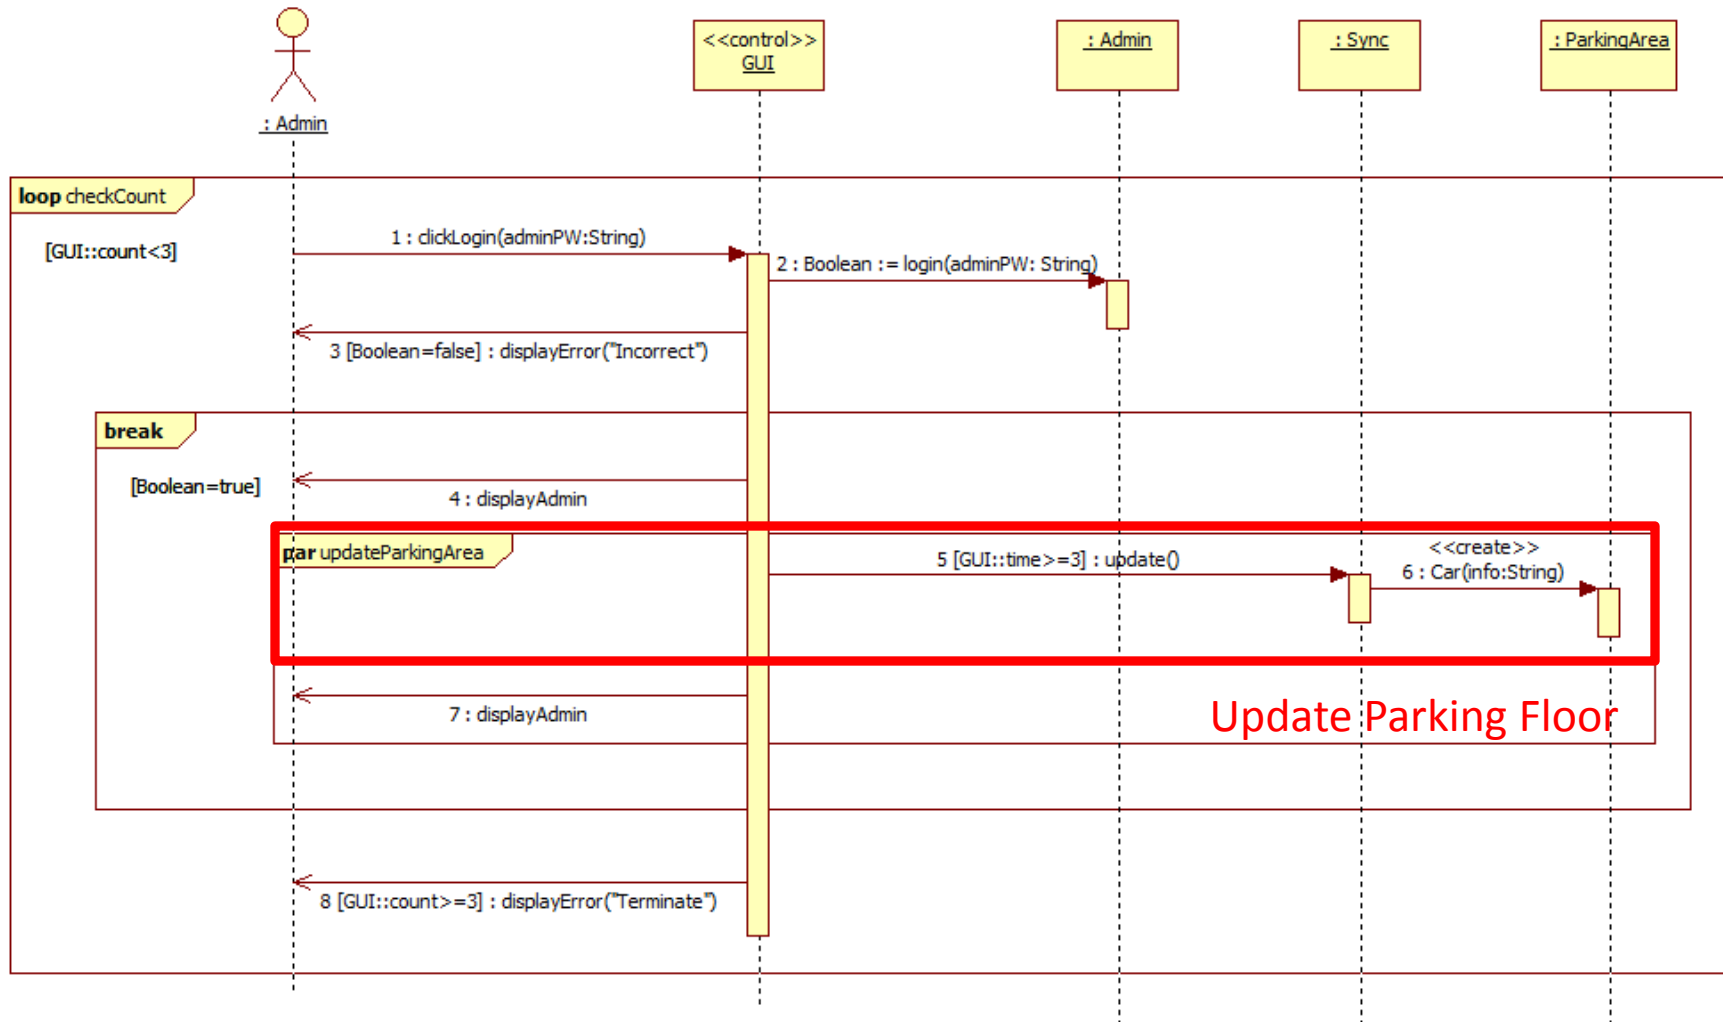 <<control>>
GUI
: Admin
: Sync
: ParkingArea
: Admin
loop checkCount
[GUI::count<3]
1 : clickLogin(adminPW:String)
2 : Boolean := login(adminPW: String)
3 [Boolean=false] : displayError("Incorrect")
break
[Boolean=true]
4 : displayAdmin
par updateParkingArea
5 [GUI::time>=3] : update()
<<create>>
6 : Car(info:String)
7 : displayAdmin
Update Parking Floor
8 [GUI::count>=3] : displayError("Terminate")